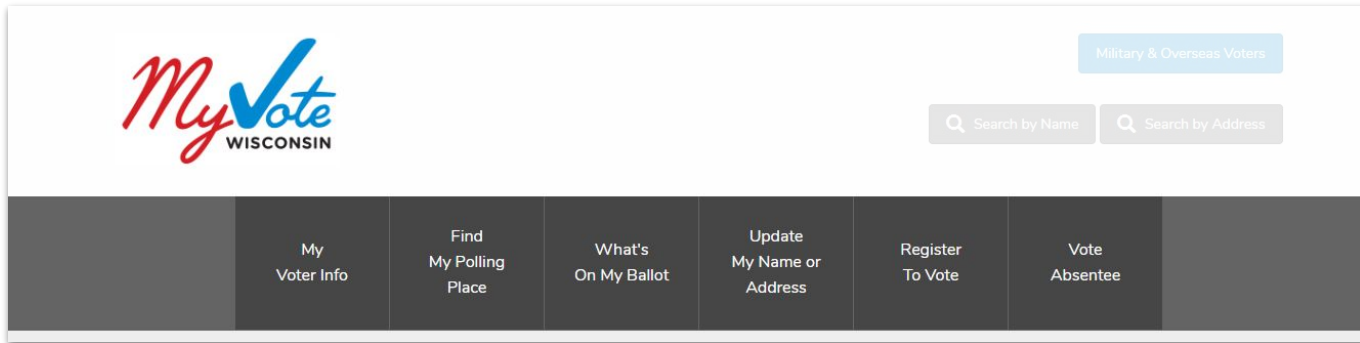 MyVote
WISCONSIN
Military & Overseas Voters
Search by Name
Search by Address
My
Voter Info
Find
My Polling
Place
What's
On My Ballot
Update
My Name or
Address
Register
To Vote
Vote
Absentee